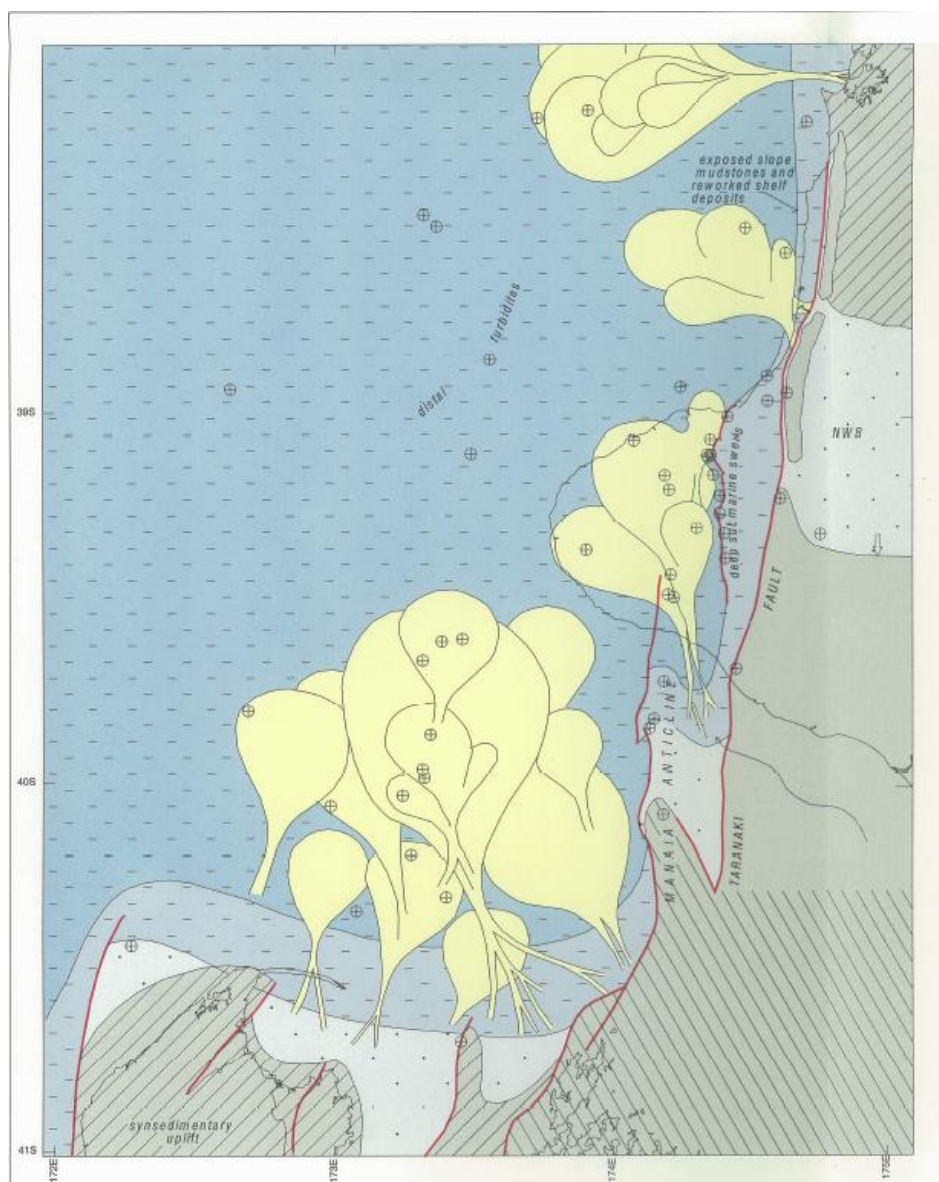 exposed slope
mudstones and
reworked shelf
deposits
turbidites
distal
39S
NWB
deep submarine swells
FAULT
ANTICLINE
40S
MANAIA
TARANAKI
synsedimentary
uplift
41S
172E
173E
174E
175E